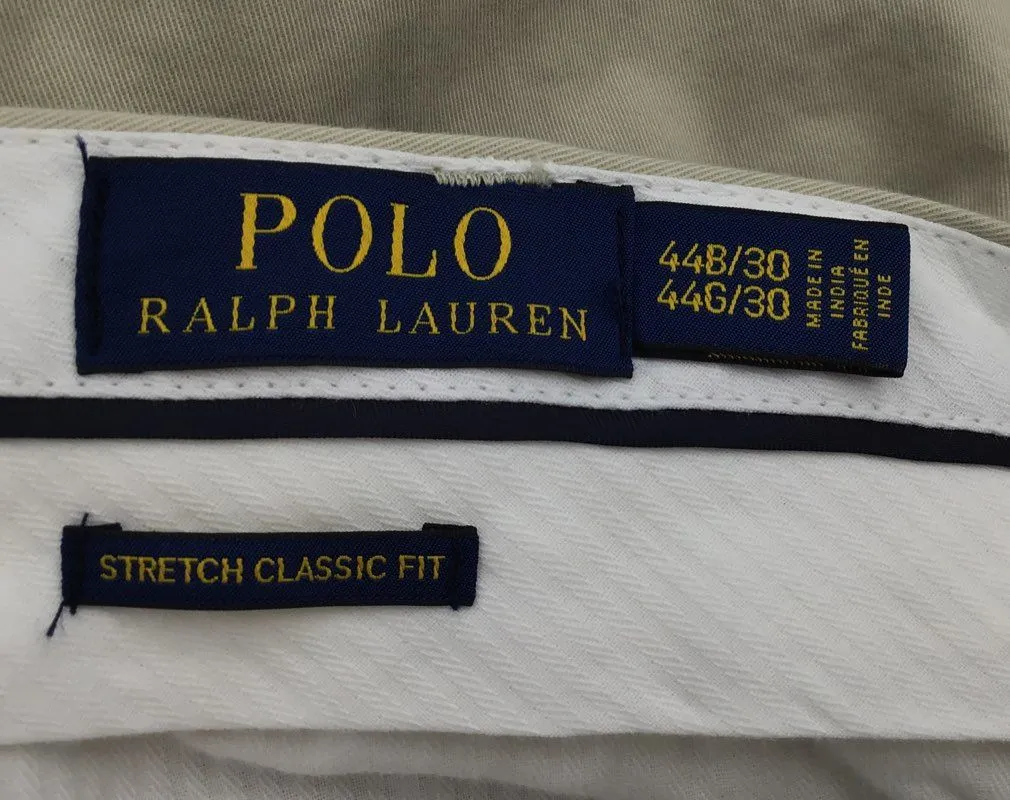 POLO
RALPH LAUREN
44B/30
44G/30
MADE IN
INDIA
FABRIQUÉ EN
INDE
STRETCH CLASSIC FIT